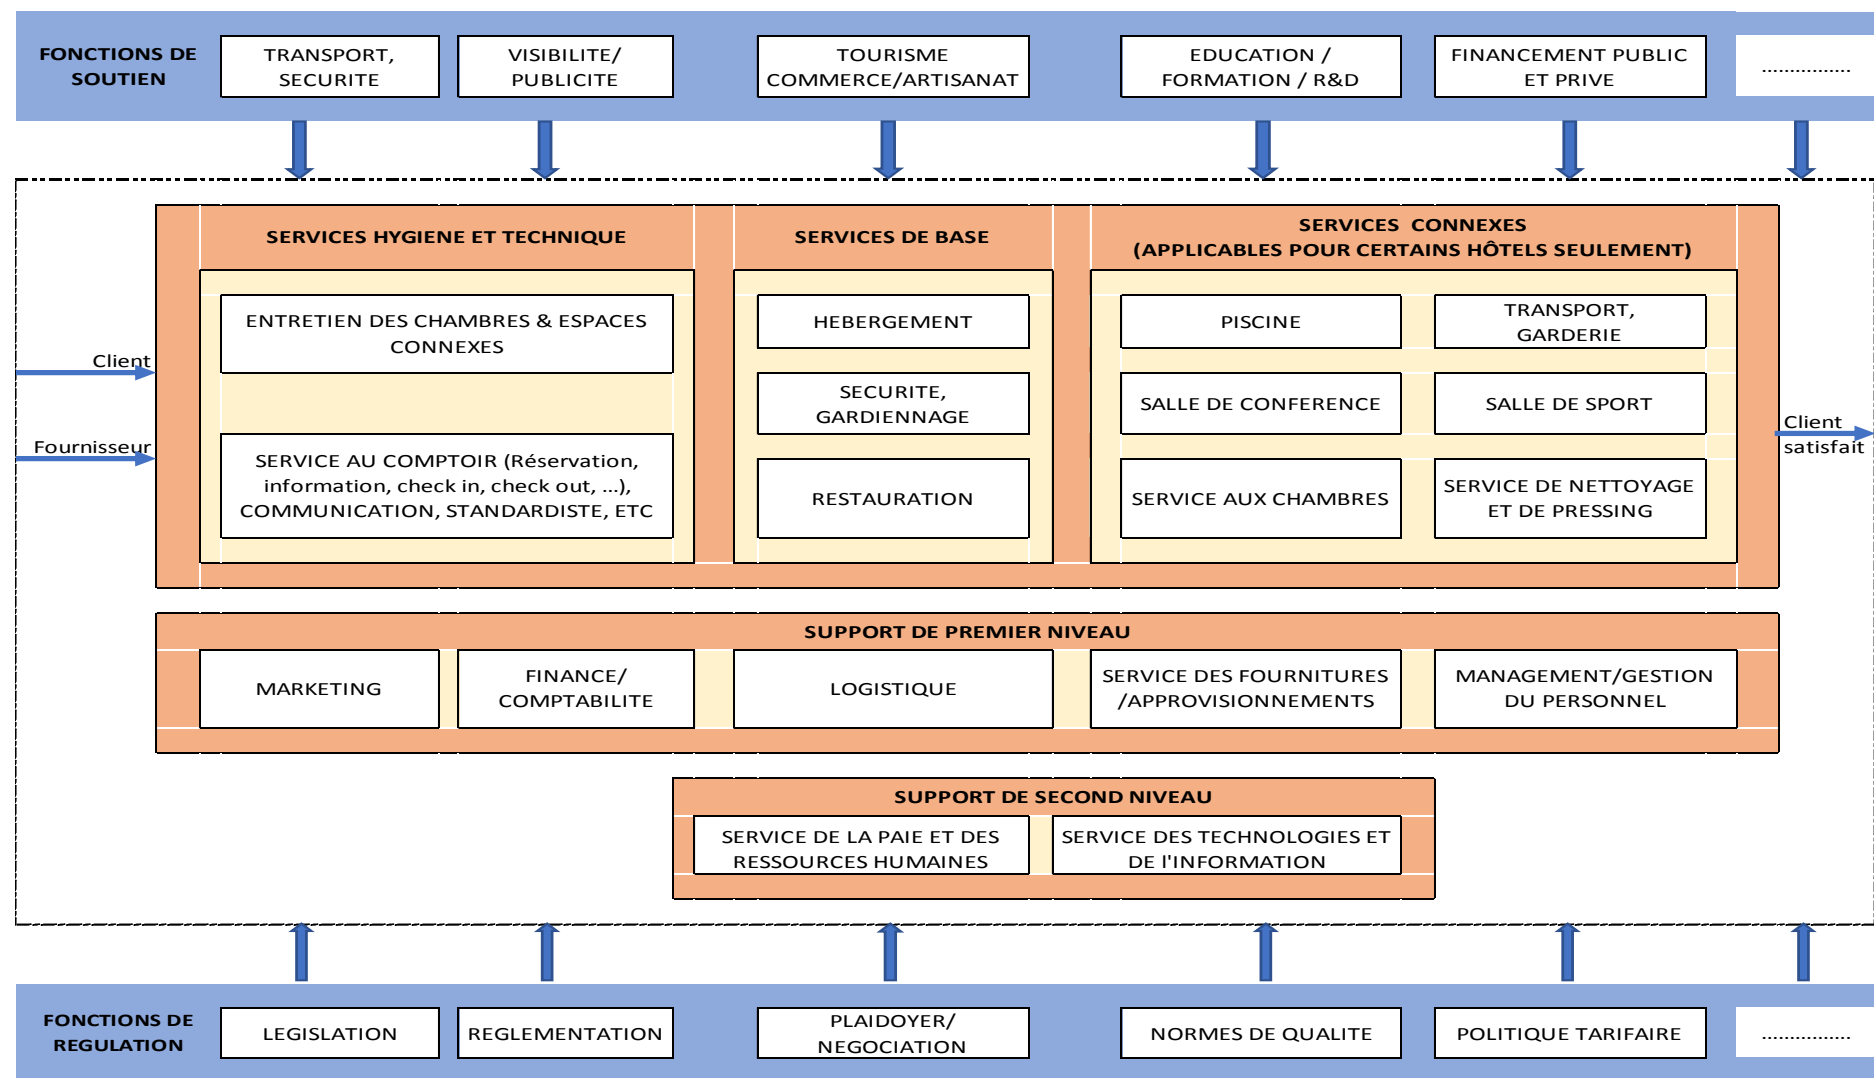 FONCTIONS DE
SOUTIEN
TRANSPORT,
SECURITE
VISIBILITE/
PUBLICITE
TOURISME
COMMERCE/ARTISANAT
EDUCATION /
FORMATION / R&D
FINANCEMENT PUBLIC
ET PRIVE
................
SERVICES HYGIENE ET TECHNIQUE
ENTRETIEN DES CHAMBRES & ESPACES
CONNEXES
SERVICE AU COMPTOIR (Réservation,
information, check in, check out, ...),
COMMUNICATION, STANDARDISTE, ETC
SERVICES DE BASE
HEBERGEMENT
SECURITE,
GARDIENNAGE
RESTAURATION
SERVICES  CONNEXES
(APPLICABLES POUR CERTAINS HÔTELS SEULEMENT)
PISCINE
TRANSPORT,
GARDERIE
SALLE DE CONFERENCE
SALLE DE SPORT
SERVICE AUX CHAMBRES
SERVICE DE NETTOYAGE
ET DE PRESSING
Client
Fournisseur
Client
satisfait
SUPPORT DE PREMIER NIVEAU
MARKETING
FINANCE/
COMPTABILITE
LOGISTIQUE
SERVICE DES FOURNITURES
/APPROVISIONNEMENTS
MANAGEMENT/GESTION
DU PERSONNEL
SUPPORT DE SECOND NIVEAU
SERVICE DE LA PAIE ET DES
RESSOURCES HUMAINES
SERVICE DES TECHNOLOGIES ET
DE l'INFORMATION
FONCTIONS DE
REGULATION
LEGISLATION
REGLEMENTATION
PLAIDOYER/
NEGOCIATION
NORMES DE QUALITE
POLITIQUE TARIFAIRE
................